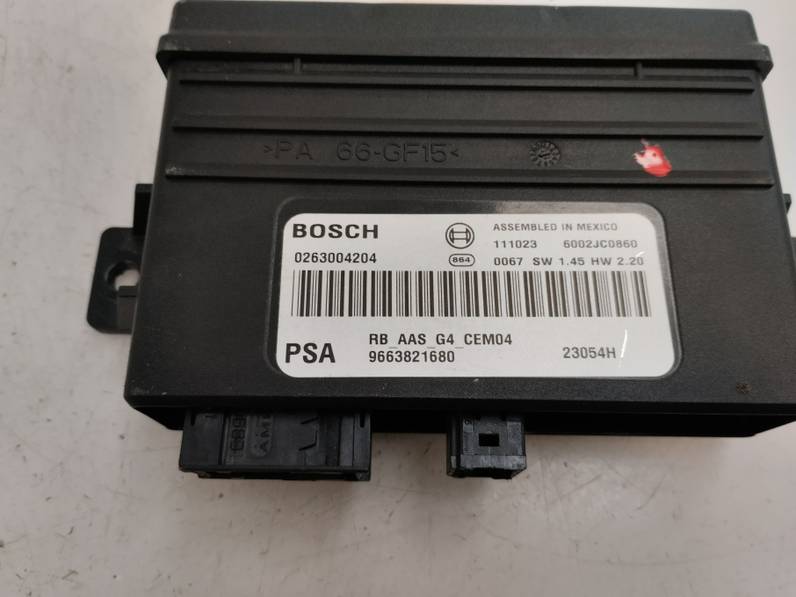 >PA 66-GF15<
BOSCH ASSEMBLED IN MEXICO
111023 6002JC0860
0263004204 864 0067 SW 1.45 HW 2.20
RB_AAS_G4_CEM04
PSA 9663821680 23054H